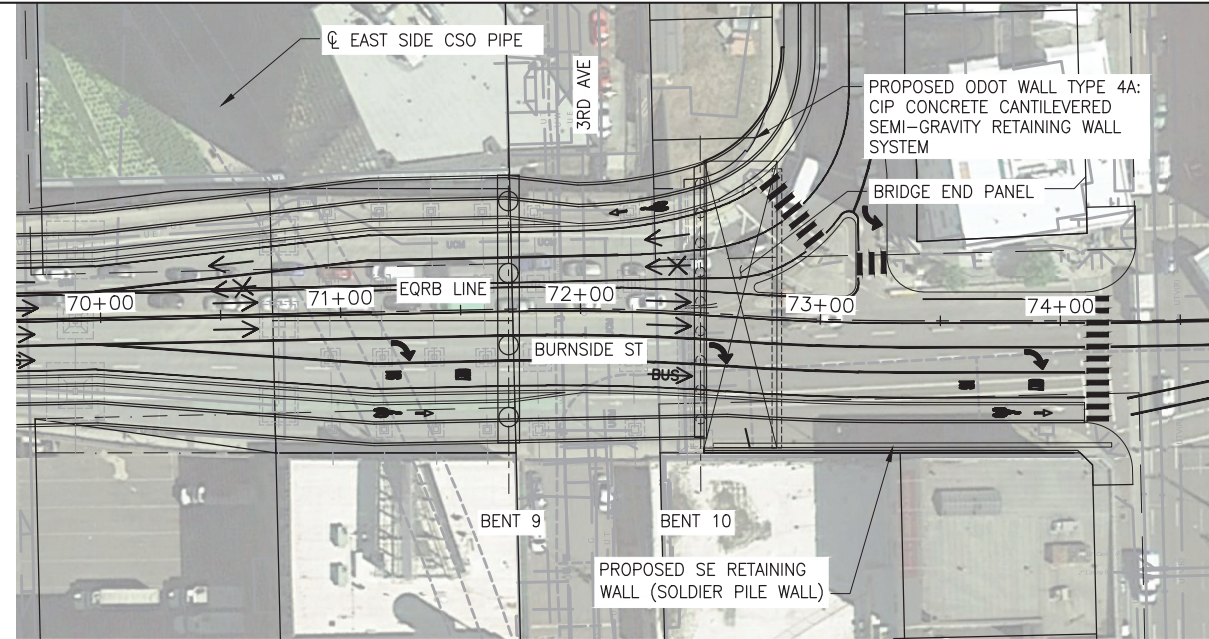 ℄ EAST SIDE CSO PIPE
3RD AVE
PROPOSED ODOT WALL TYPE 4A:
CIP CONCRETE CANTILEVERED
SEMI-GRAVITY RETAINING WALL
SYSTEM
BRIDGE END PANEL
70+00
71+00
EQRB LINE
72+00
73+00
74+00
BURNSIDE ST
BUS
BENT 9
BENT 10
PROPOSED SE RETAINING
WALL (SOLDIER PILE WALL)